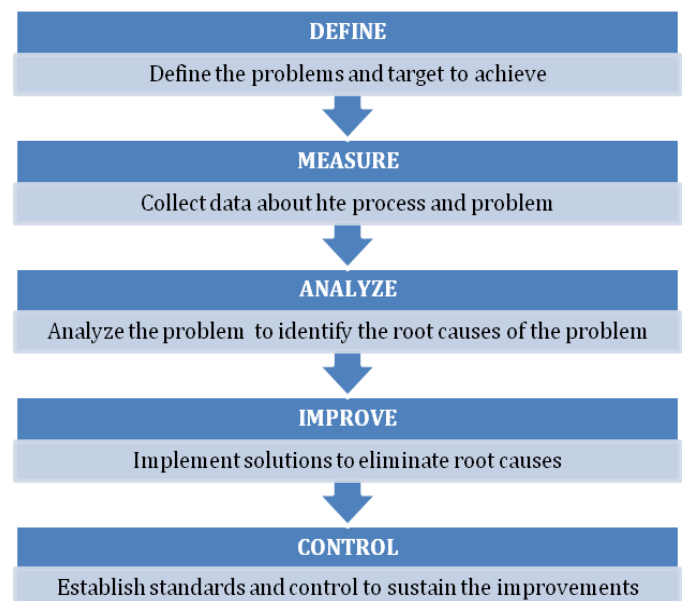 DEFINE
Define the problems and target to achieve
MEASURE
Collect data about hte process and problem
ANALYZE
Analyze the problem  to identify the root causes of the problem
IMPROVE
Implement solutions to eliminate root causes
CONTROL
Establish standards and control to sustain the improvements